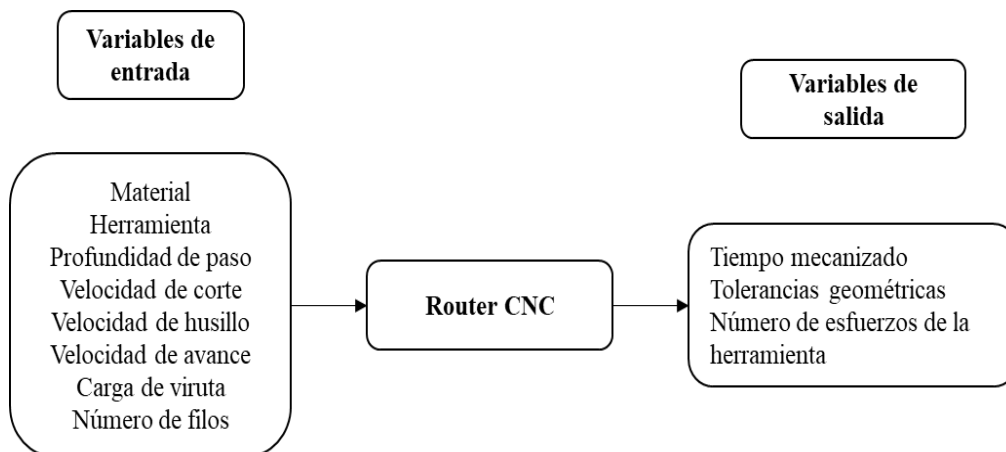 Variables de
entrada
Variables de
salida
Material
Herramienta
Profundidad de paso
Velocidad de corte
Velocidad de husillo
Velocidad de avance
Carga de viruta
Número de filos
Router CNC
Tiempo mecanizado
Tolerancias geométricas
Número de esfuerzos de la
herramienta